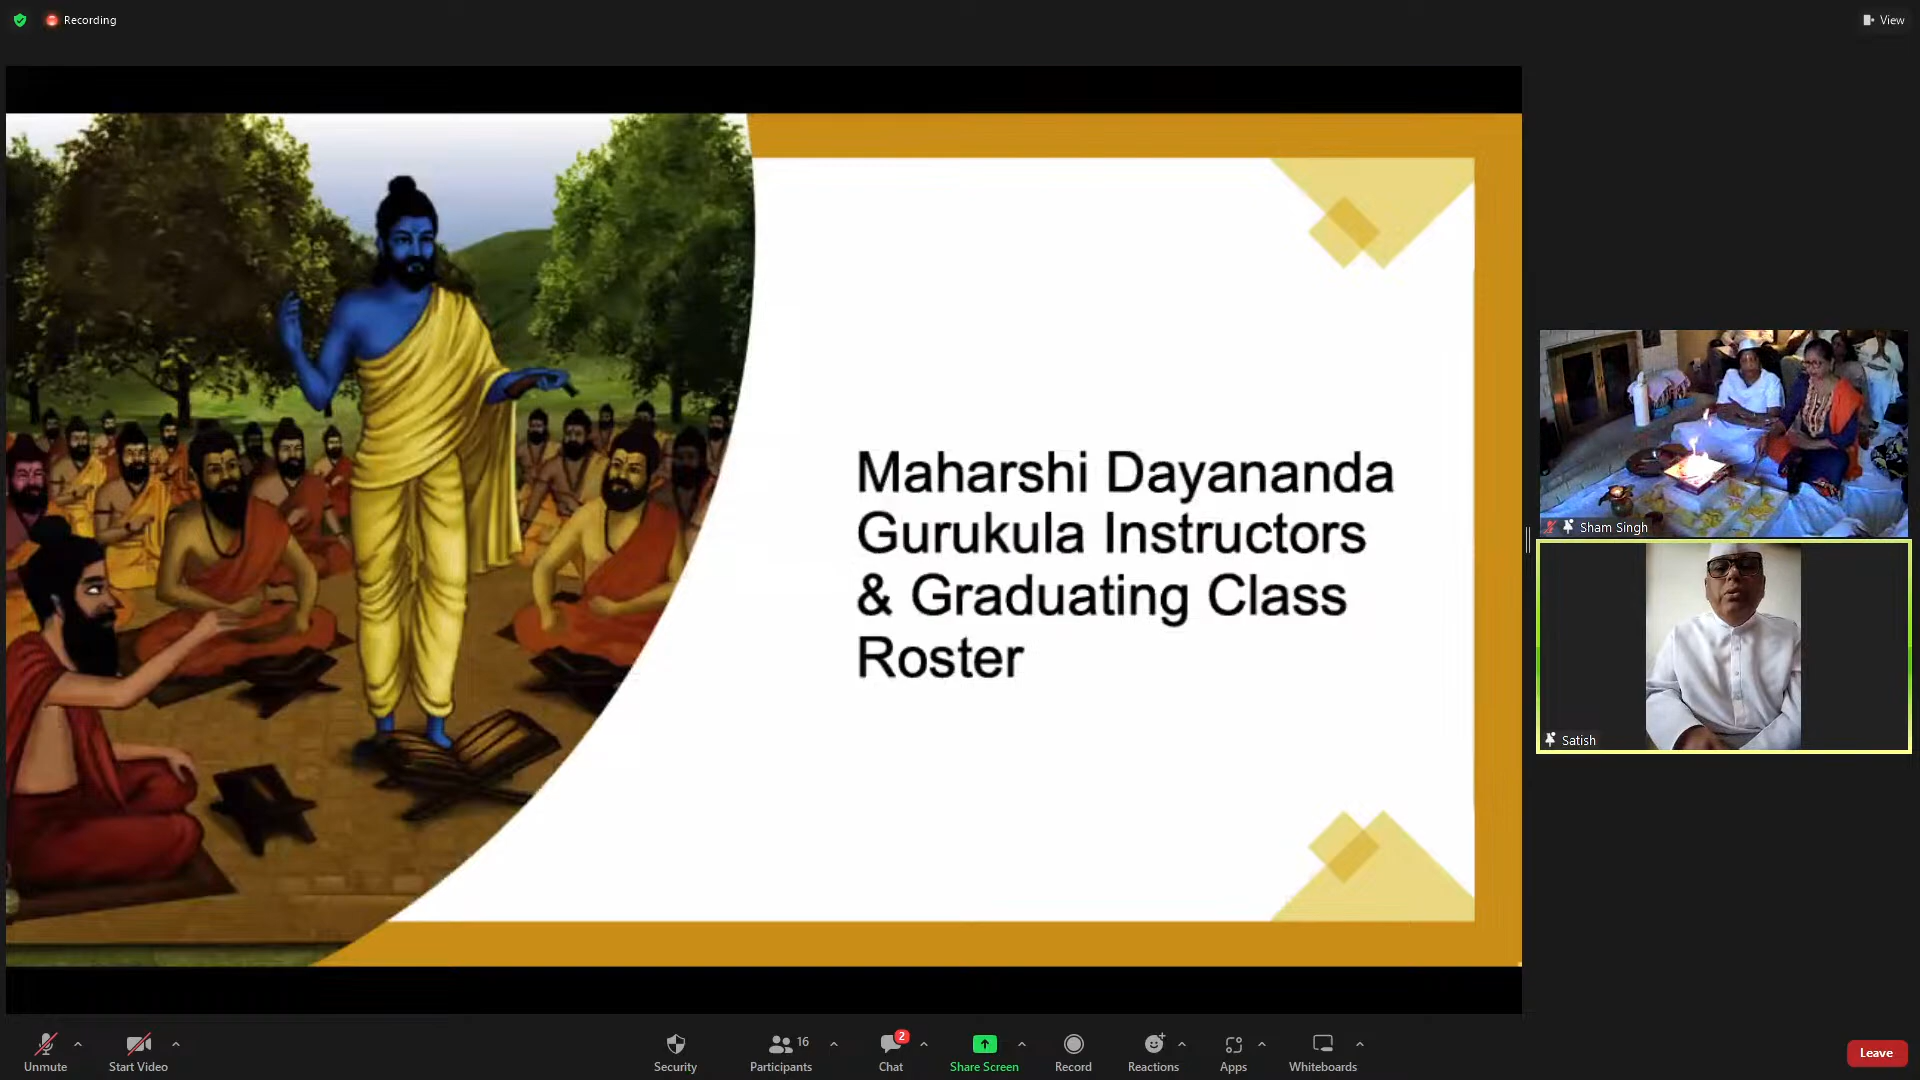 Recording
View
Maharshi Dayananda
Gurukula Instructors
& Graduating Class
Roster
Sham Singh
Satish
Unmute
Start Video
Security
16
Participants
2
Chat
Share Screen
Record
Reactions
Apps
Whiteboards
Leave